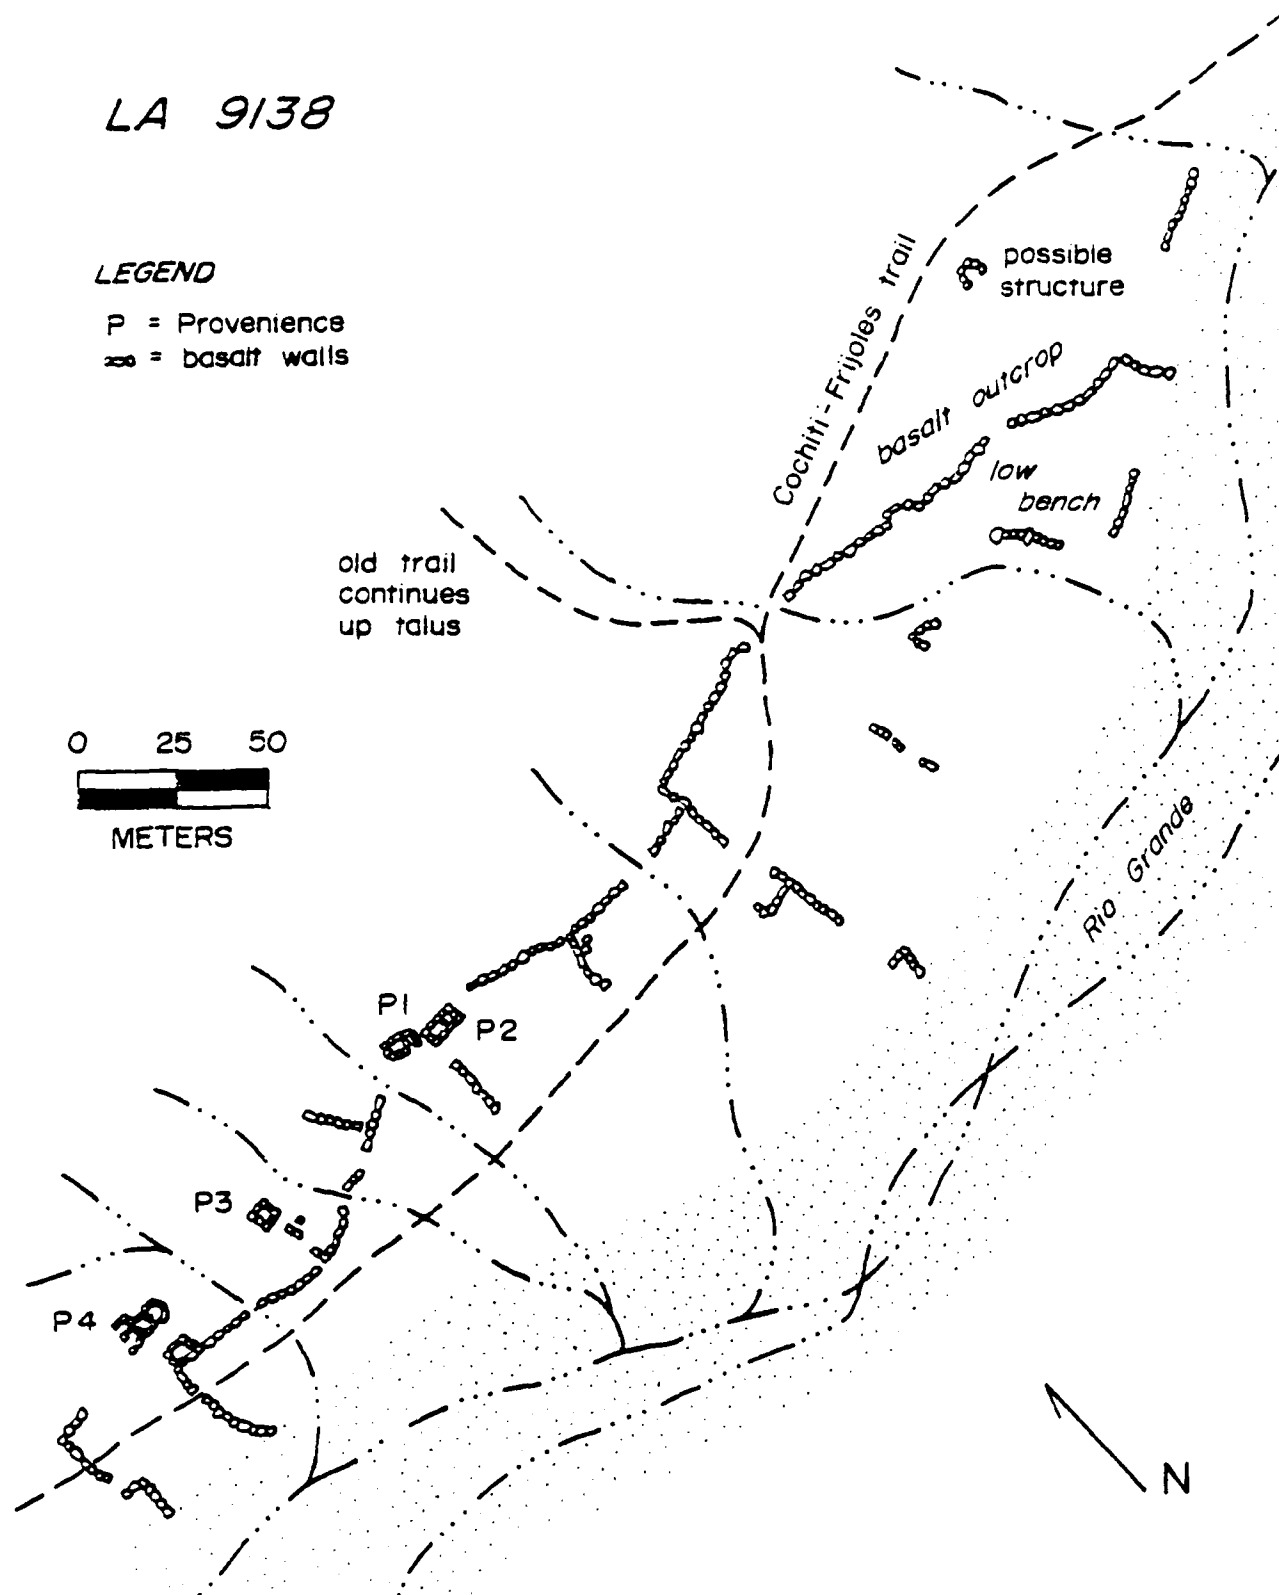 LA 9138
LEGEND
P = Provenience
= basalt walls
possible
structure
Cochiti-Frijoles trail
basalt outcrop
low
bench
old trail
continues
up talus
0 25 50
METERS
Rio Grande
P1
P2
P3
P4
N